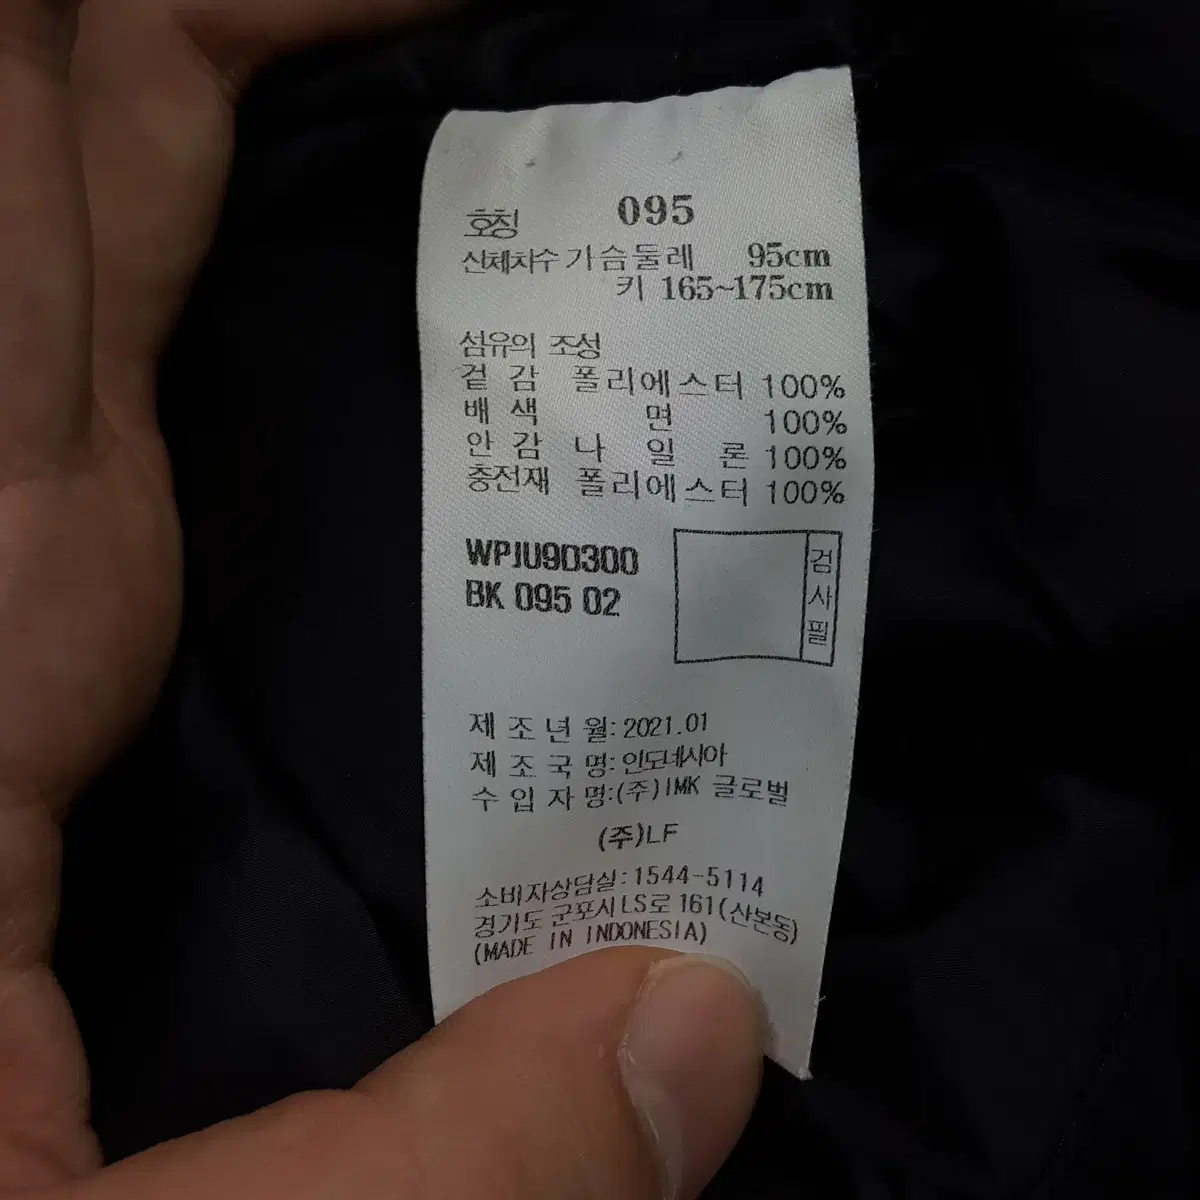 호칭 095
신체치수 가슴둘레 95cm
키 165~175cm
섬유의 조성
겉 감 폴리에스터 100%
배 색 면 100%
안 감 나 일 론 100%
충전재 폴리에스터 100%
WPJU9D300
BK 095 02
검사필
제 조 년 월: 2021.01
제 조 국 명: 인도네시아
수 입 자 명:(주)IMK 글로벌
(주)LF
소비자상담실: 1544-5114
경기도 군포시 LS로 161(산본동)
(MADE IN INDONESIA)